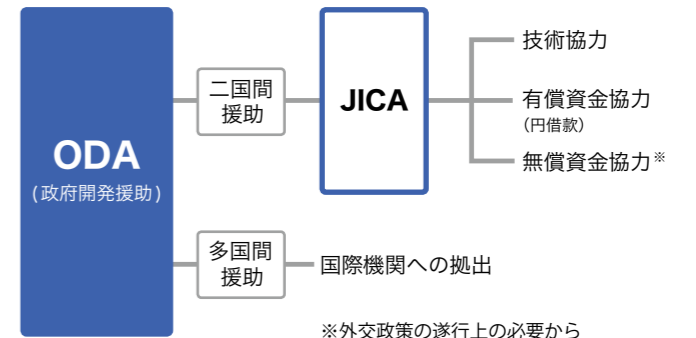 ODA
(政府開発援助)
二国間
援助
JICA
技術協力
有償資金協力
(円借款)
無償資金協力※
多国間
援助
国際機関への拠出
※外交政策の遂行上の必要から